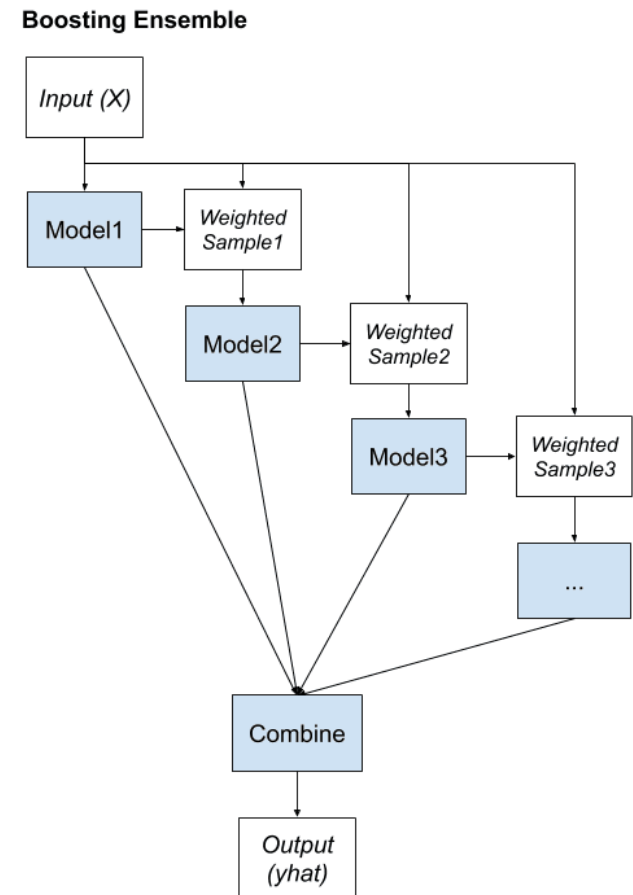 Boosting Ensemble
Input (X)
Model1
Weighted
Sample1
Model2
Weighted
Sample2
Model3
Weighted
Sample3
...
Combine
Output
(yhat)